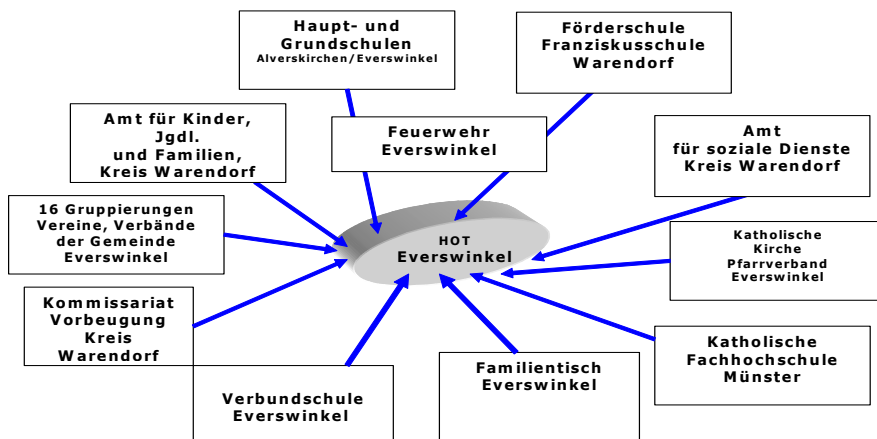 Haupt- und
Grundschulen
Alverskirchen/Everswinkel
Förderschule
Franziskusschule
Warendorf
Amt für Kinder,
Jgdl.
und Familien,
Kreis Warendorf
Feuerwehr
Everswinkel
Amt
für soziale Dienste
Kreis Warendorf
16 Gruppierungen
Vereine, Verbände
der Gemeinde
Everswinkel
HOT
Everswinkel
Katholische
Kirche
Pfarrverband
Everswinkel
Kommissariat
Vorbeugung
Kreis
Warendorf
Verbundschule
Everswinkel
Familientisch
Everswinkel
Katholische
Fachhochschule
Münster